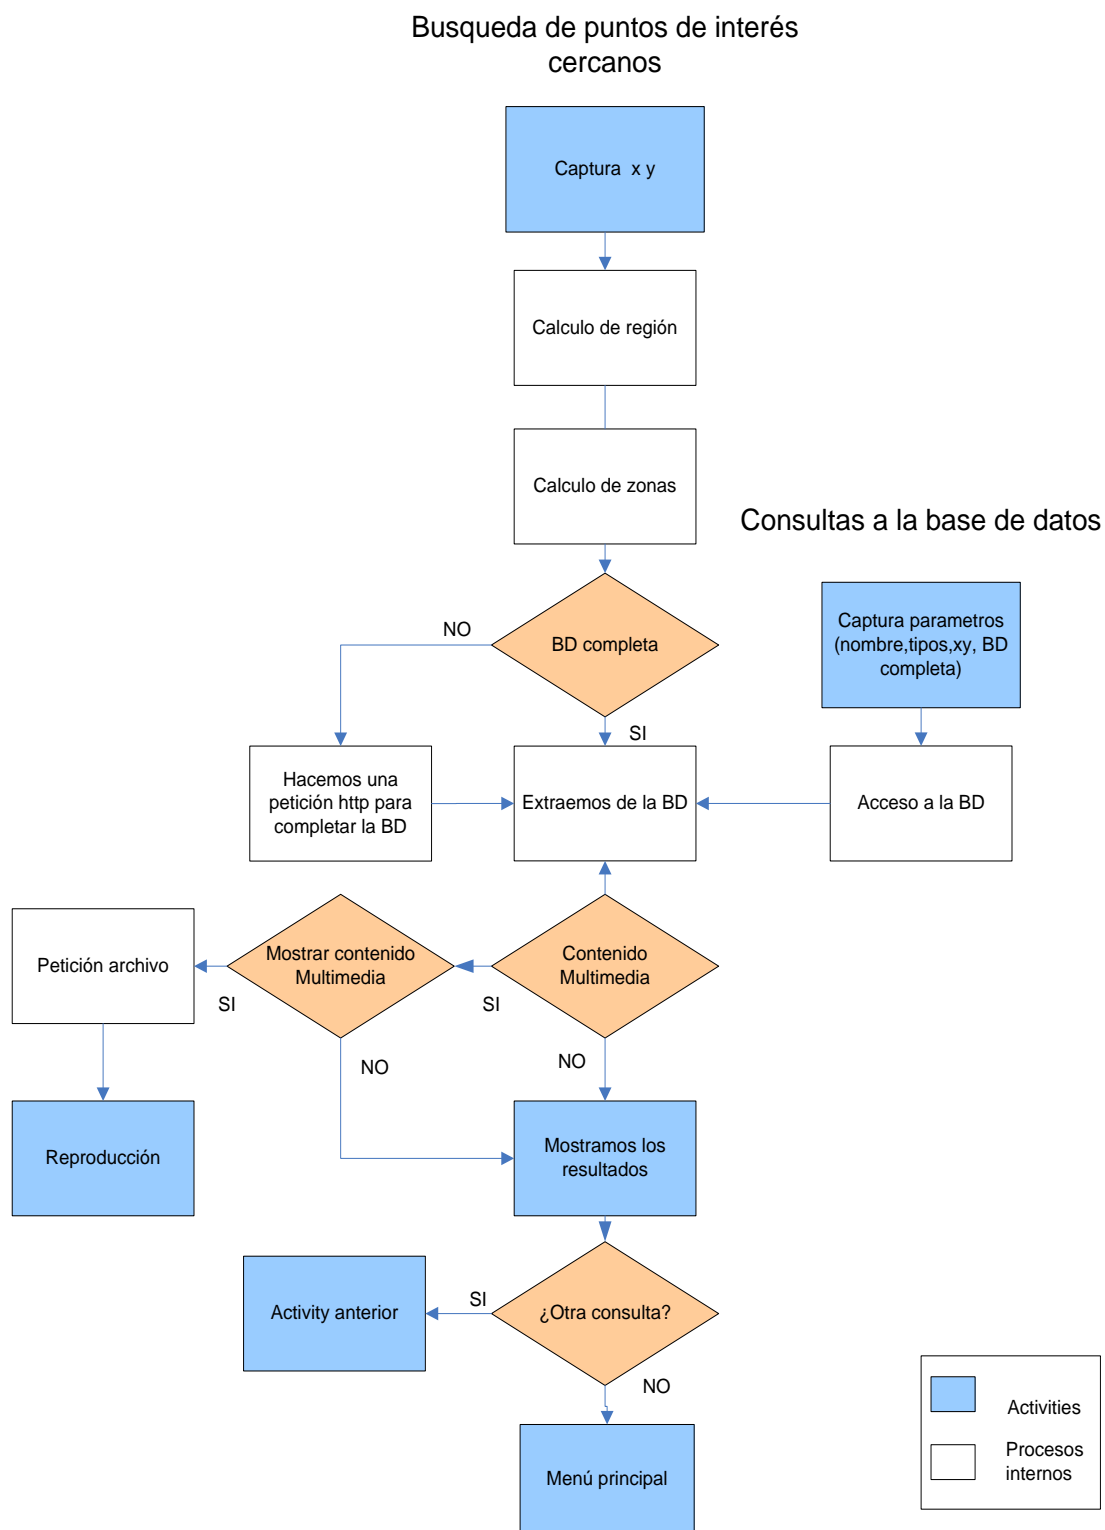 Busqueda de puntos de interés
cercanos
Captura x y
Calculo de región
Calculo de zonas
Consultas a la base de datos
Captura parametros
(nombre,tipos,xy, BD
completa)
NO
BD completa
SI
Hacemos una
petición http para
completar la BD
Extraemos de la BD
Acceso a la BD
Petición archivo
SI
Mostrar contenido
Multimedia
SI
Contenido
Multimedia
NO
NO
Reproducción
Mostramos los
resultados
Activity anterior
SI
¿Otra consulta?
NO
Menú principal
Activities
Procesos
internos